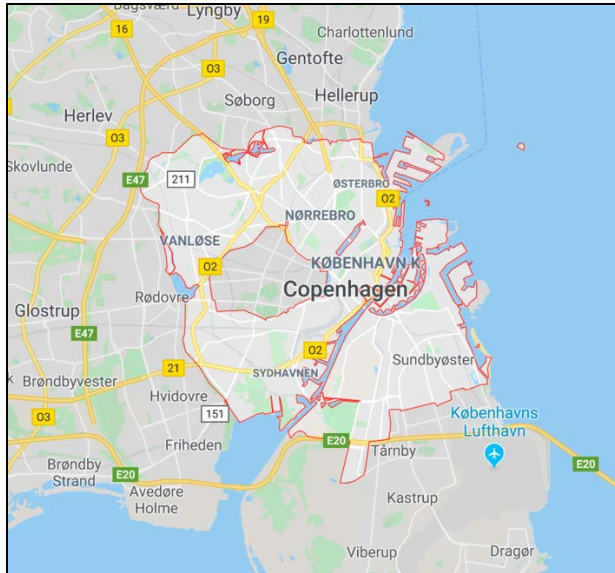 Bagsværd
Lyngby
16
19
Charlottenlund
Gentofte
O3
Søborg
Hellerup
Herlev
O3
Skovlunde
E47
211
ØSTERBRO
O2
NØRREBRO
VANLØSE
O2
KØBENHAVN K
Rødovre
Copenhagen
Glostrup
E47
O2
Sundbyøster
21
SYDHAVNEN
Brøndbyvester
Hvidovre
151
O3
Københavns
Lufthavn
Friheden
E20
Tårnby
E20
Brøndby
Strand
E20
Avedøre
Holme
Kastrup
Viberup
Dragør